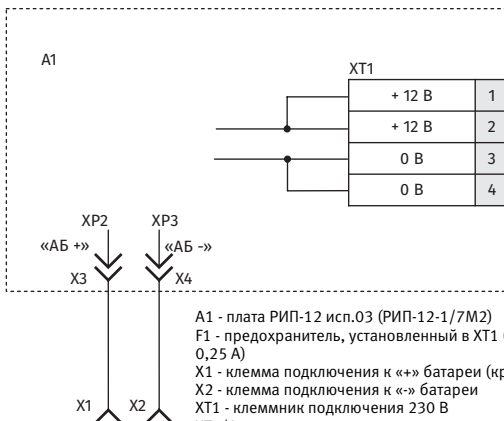 A1
XT1
+ 12 В 1
+ 12 В 2
0 В 3
0 В 4
XP2 XP3
«АБ +» «АБ -»
X3 X4
A1 - плата РИП-12 исп.03 (РИП-12-1/7М2)
F1 - предохранитель, установленный в XT1
0,25 А)
X1 - клемма подключения к «+» батареи
X2 - клемма подключения к «-» батареи
XT1 - клеммник подключения 230 В
X1 X2